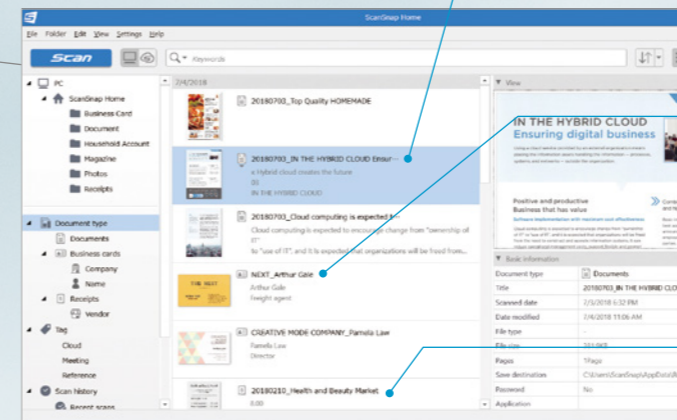 ScanSnap Home
File Folder Edit View Settings Help
Scan
Keywords
PC
ScanSnap Home
Business Card
Document
Household Account
Magazine
Photos
Receipts
Document type
Documents
Business cards
Company
Name
Receipts
Vendor
Tag
Cloud
Meeting
Reference
Scan history
Recent scans
7/4/2018
20180703_Top Quality HOMEMADE
20180703_IN THE HYBRID CLOUD Ensur...
x Hybrid cloud creates the future
IN THE HYBRID CLOUD
20180703_Cloud computing is expected t...
Cloud computing is expected to encourage change from "ownership of
IT"
to "use of IT", and it is expected that organizations will be freed from...
THE NEXT
NEXT_Arthur Gale
Arthur Gale
Freight agent
CREATIVE MODE COMPANY_Pamela Law
Pamela Law
Director
20180210_Health and Beauty Market
8.00
View
IN THE HYBRID CLOUD
Ensuring digital business
Positive and productive
Business that has value
Basic information
Document type Documents
Title 20180703_IN THE HYBRID CLO
Scanned date 7/3/2018 6:32 PM
Date modified 7/4/2018 11:06 AM
File type -
File size
Pages 1Page
Save destination C:\Users\ScanSnap\AppData\R
Password No
Application